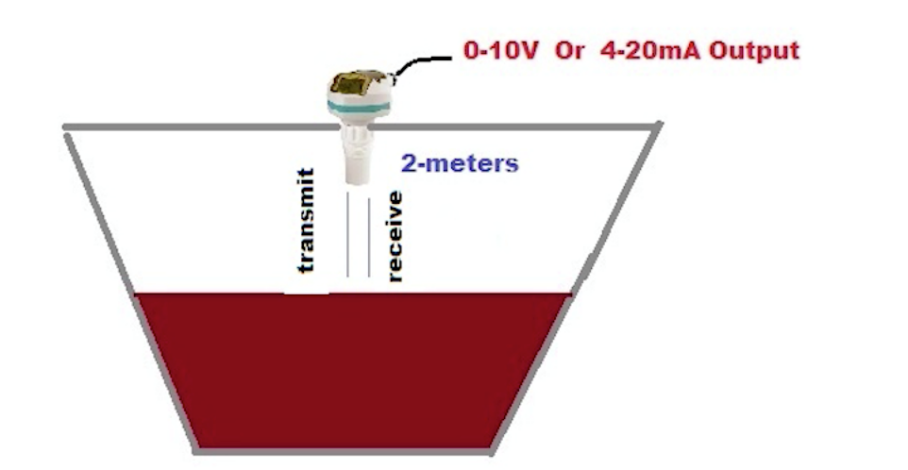 0-10V Or 4-20mA Output
2-meters
transmit
receive